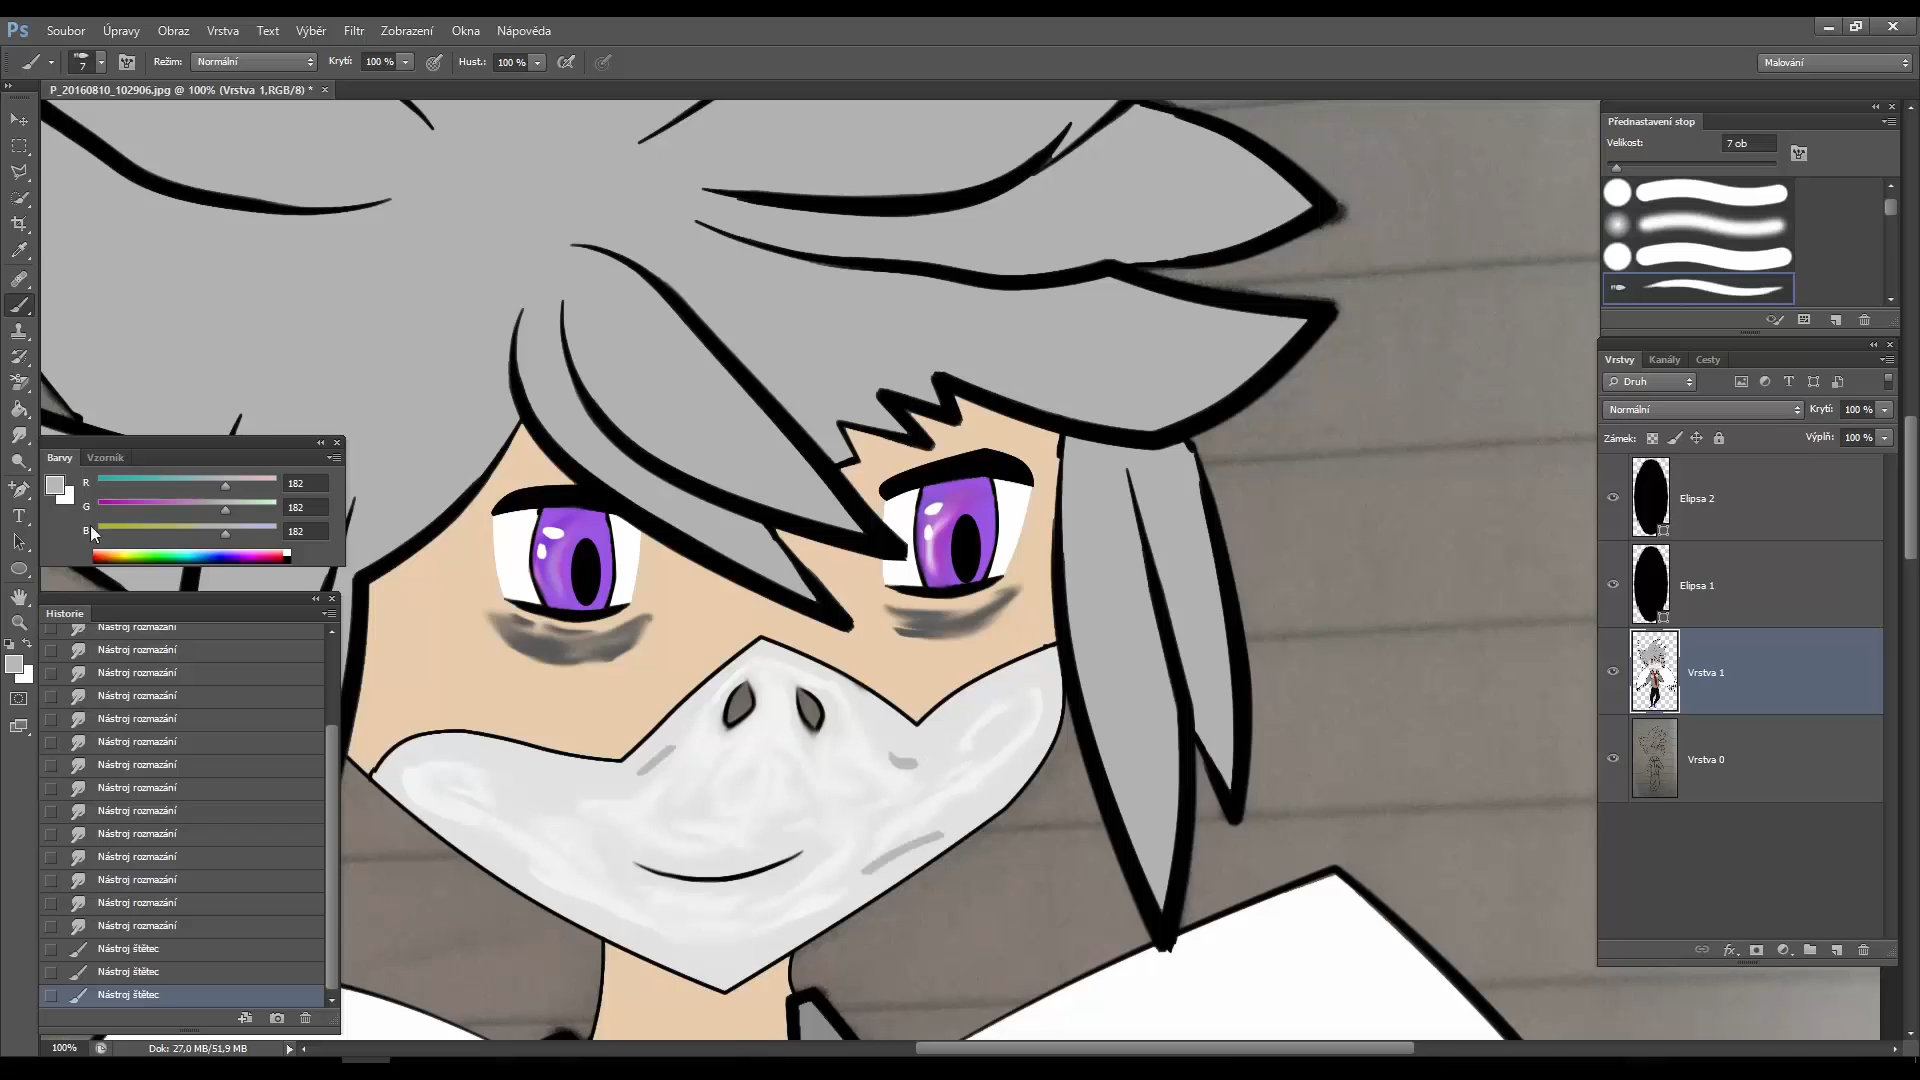 Ps Soubor Úpravy Obraz Vrstva Text Výběr Filtr Zobrazení Okna Nápověda
7 Režim: Normální Krytí: 100 % Hust.: 100 % Malování
P_20160810_102906.jpg @ 100% (Vrstva 1,RGB/8) * ×
Přednastavení stop
Velikost: 7 ob
Vrstvy Kanály Cesty
Druh
Normální Krytí: 100 %
Zámek: Výplň: 100 %
Elipsa 2
Elipsa 1
Vrstva 1
Vrstva 0
fx
Barvy Vzorník
R 182
G 182
B 182
Historie
Nástroj rozmazání
Nástroj rozmazání
Nástroj rozmazání
Nástroj rozmazání
Nástroj rozmazání
Nástroj rozmazání
Nástroj rozmazání
Nástroj rozmazání
Nástroj rozmazání
Nástroj rozmazání
Nástroj rozmazání
Nástroj rozmazání
Nástroj rozmazání
Nástroj rozmazání
Nástroj štětec
Nástroj štětec
Nástroj štětec
100% Dok: 27,0 MB/51,9 MB